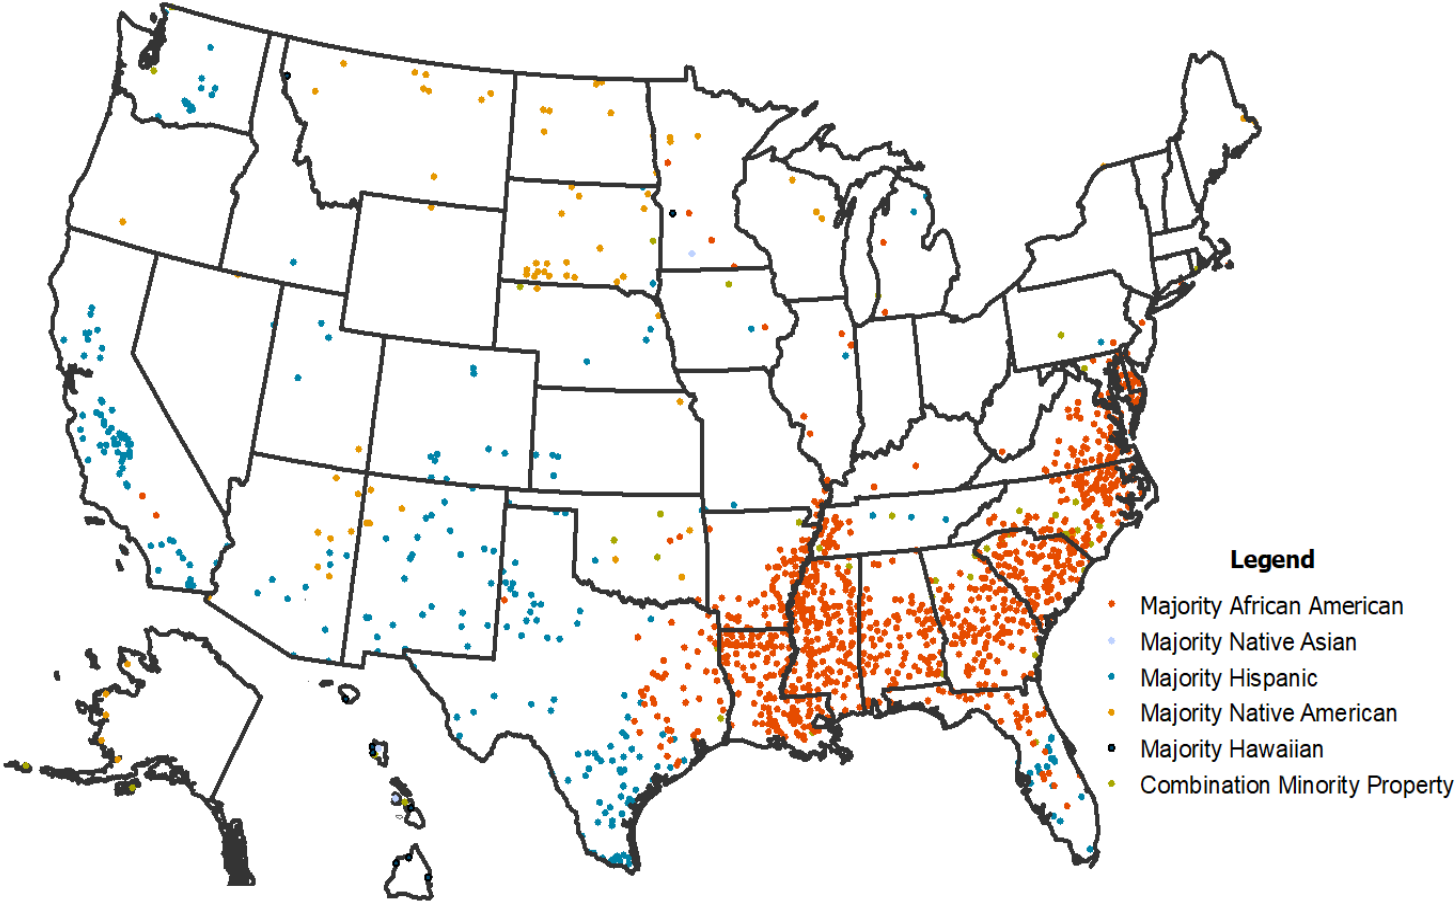 Legend
Majority African American
Majority Native Asian
Majority Hispanic
Majority Native American
Majority Hawaiian
Combination Minority Property